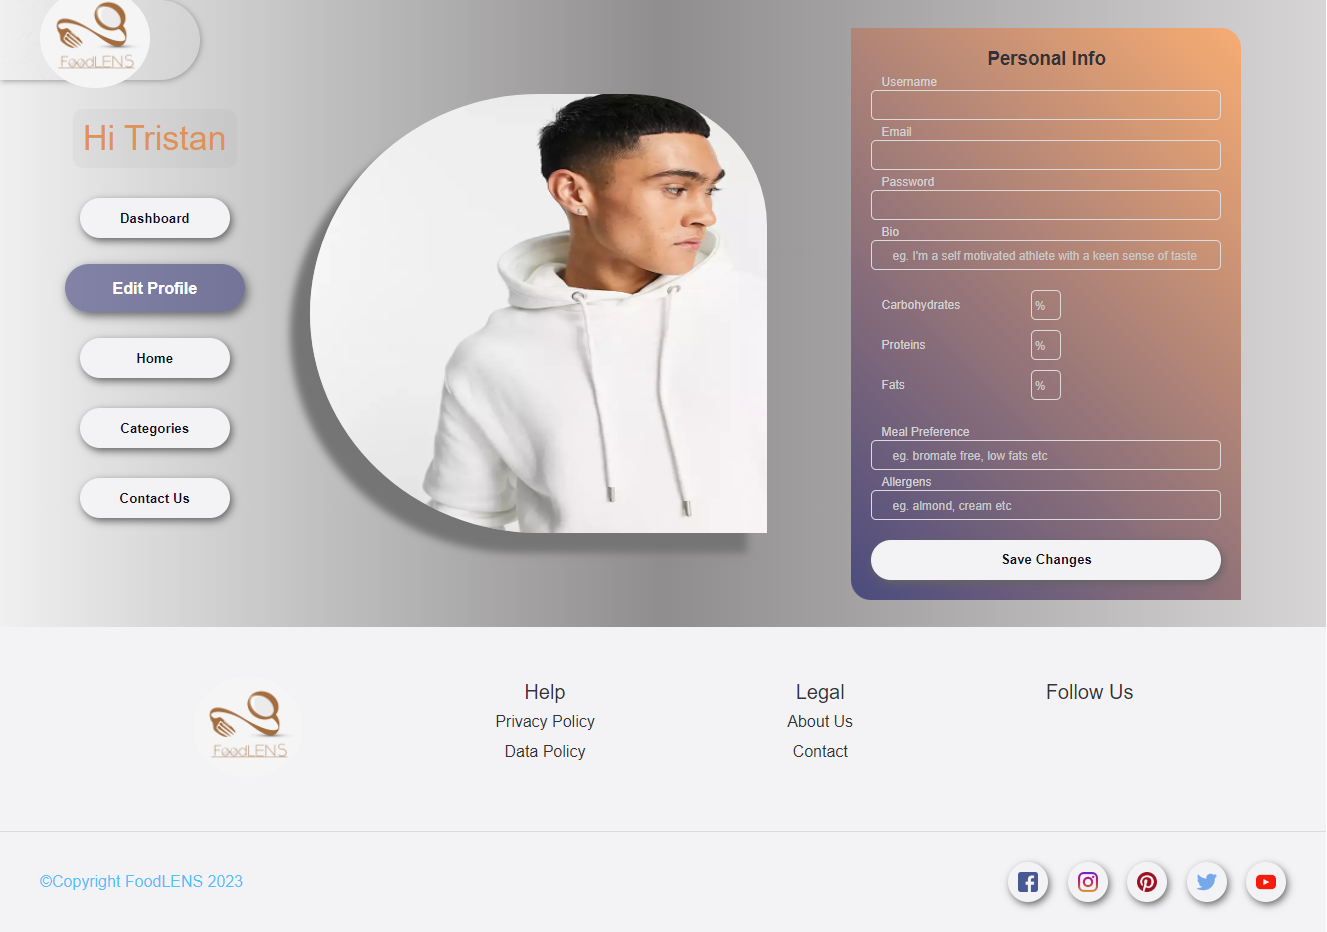 FoodLENS
Hi Tristan
Dashboard
Edit Profile
Home
Categories
Contact Us
Personal Info
Username
Email
Password
Bio
eg. I'm a self motivated athlete with a keen sense of taste
Carbohydrates %
Proteins %
Fats %
Meal Preference
eg. bromate free, low fats etc
Allergens
eg. almond, cream etc
Save Changes
FoodLENS
Help
Privacy Policy
Data Policy
Legal
About Us
Contact
Follow Us
©Copyright FoodLENS 2023